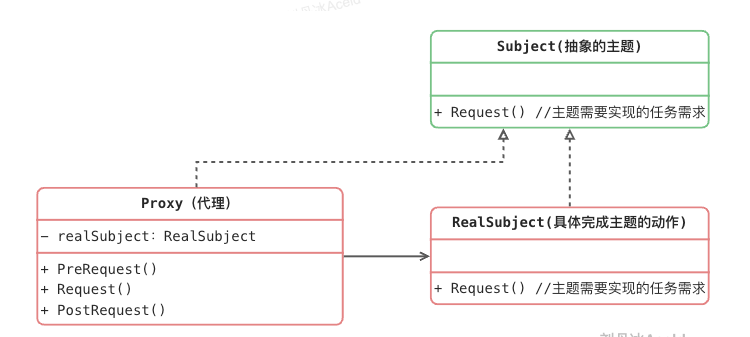 Subject(抽象的主题)
+ Request() //主题需要实现的任务需求
Proxy（代理）
- realSubject：RealSubject
+ PreRequest()
+ Request()
+ PostRequest()
RealSubject(具体完成主题的动作)
+ Request() //主题需要实现的任务需求